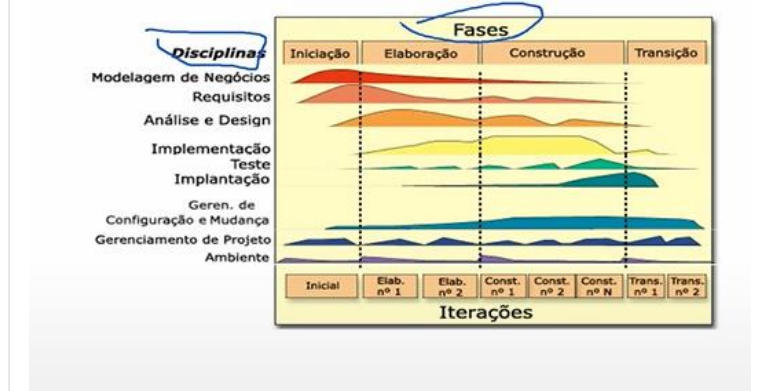 Fases
Disciplinas
Iniciação Elaboração Construção Transição
Modelagem de Negócios
Requisitos
Análise e Design
Implementação
Teste
Implantação
Geren. de
Configuração e Mudança
Gerenciamento de Projeto
Ambiente
Inicial Elab. Elab. Const. Const. Const. Trans. Trans.
nº 1 nº 2 nº 1 nº 2 nº N nº 1 nº 2
Iterações